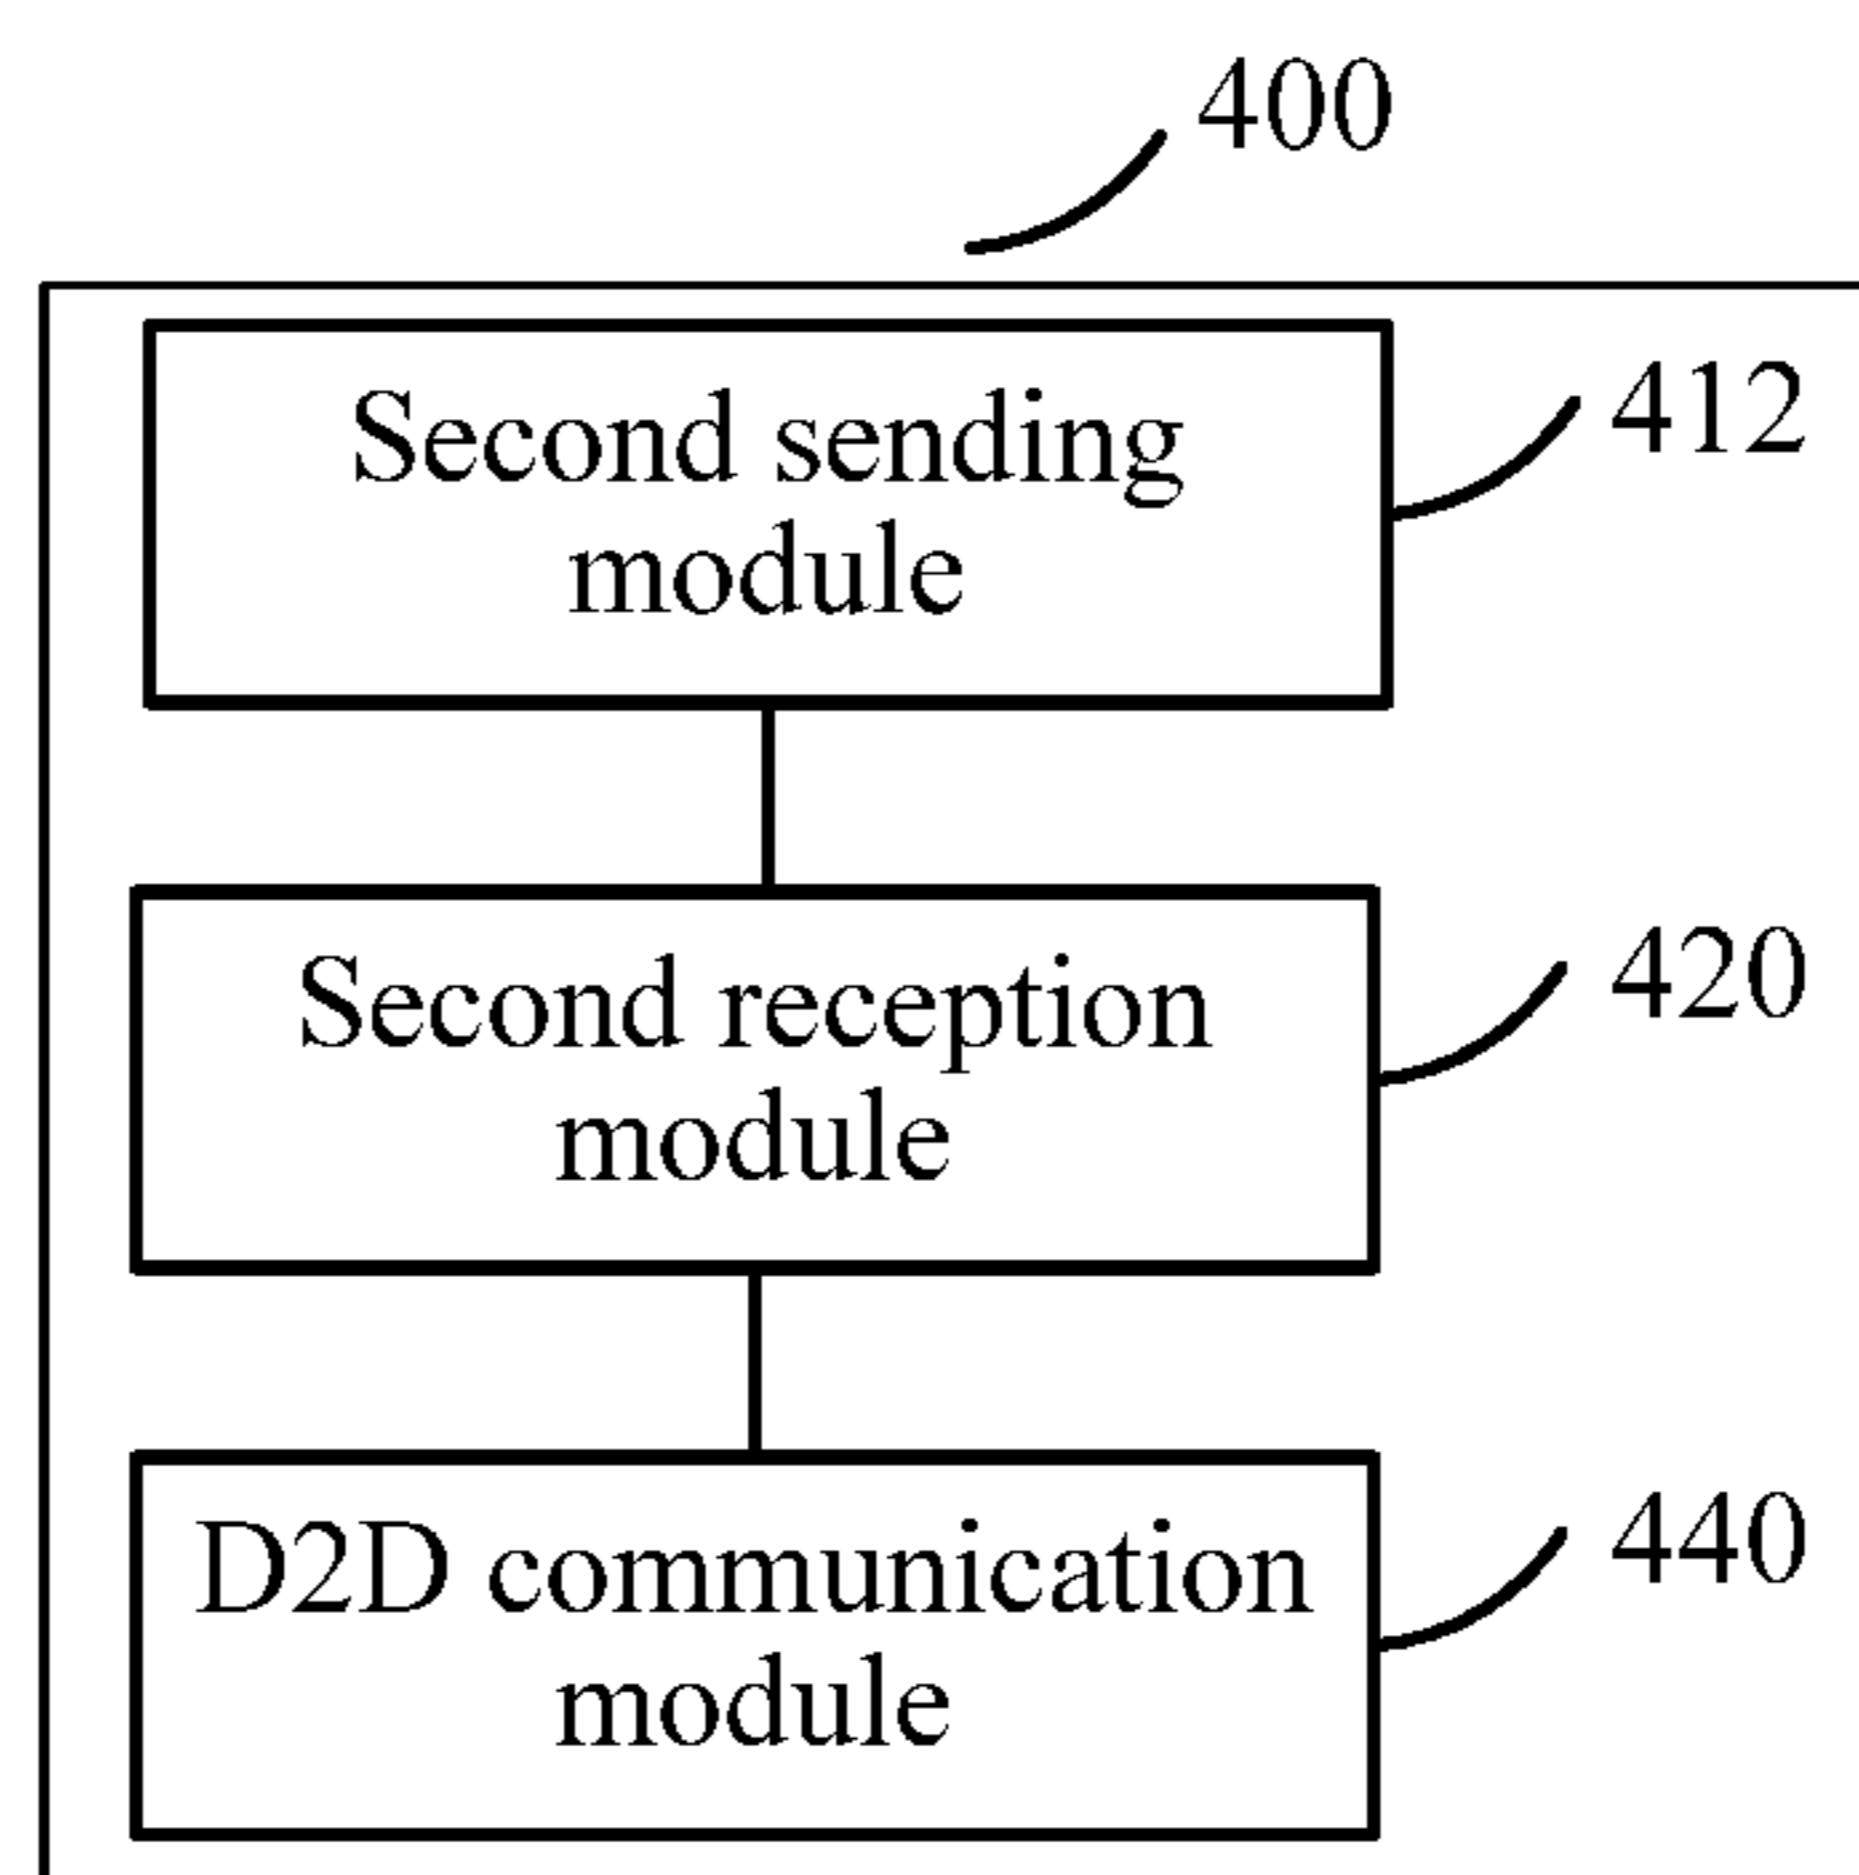 400
Second sending
module
412
Second reception
module
420
D2D communication
module
440